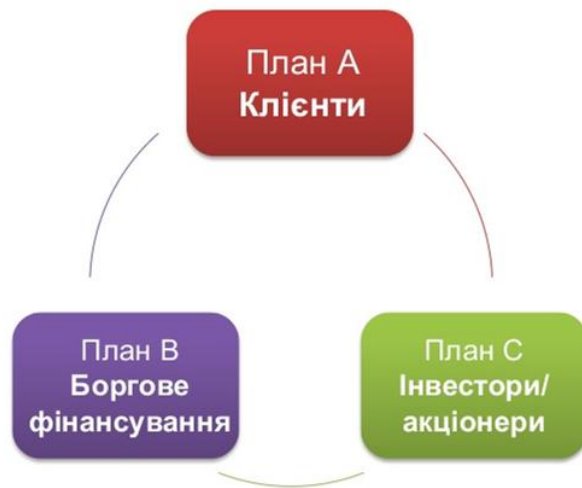 План А
Клієнти
План В
Боргове
фінансування
План С
Інвестори/
акціонери